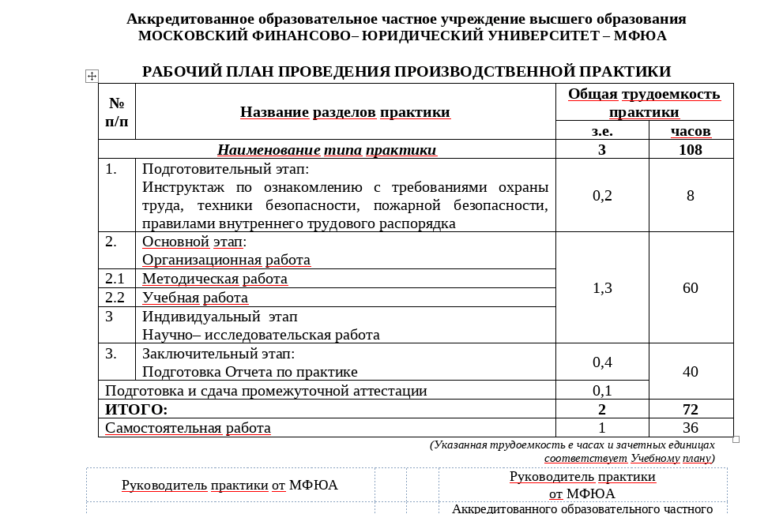 Аккредитованное образовательное частное учреждение высшего образования
МОСКОВСКИЙ ФИНАНСОВО– ЮРИДИЧЕСКИЙ УНИВЕРСИТЕТ – МФЮА
РАБОЧИЙ ПЛАН ПРОВЕДЕНИЯ ПРОИЗВОДСТВЕННОЙ ПРАКТИКИ
№ п/п
Название разделов практики
Общая трудоемкость
практики
з.е.
часов
Наименование типа практики 3 108
1. Подготовительный этап:
Инструктаж по ознакомлению с требованиями охраны
труда, техники безопасности, пожарной безопасности,
правилами внутреннего трудового распорядка
0,2 8
2. Основной этап:
Организационная работа
2.1 Методическая работа
2.2 Учебная работа
1,3 60
3 Индивидуальный этап
Научно– исследовательская работа
3. Заключительный этап:
Подготовка Отчета по практике
0,4
40
Подготовка и сдача промежуточной аттестации 0,1
ИТОГО: 2 72
Самостоятельная работа 1 36
(Указанная трудоемкость е часах и зачетных единицах
соответствует Учебному плану)
Руководитель практики от МФЮА
Руководитель практики
от МФЮА
Аккредитованного образовательного частного